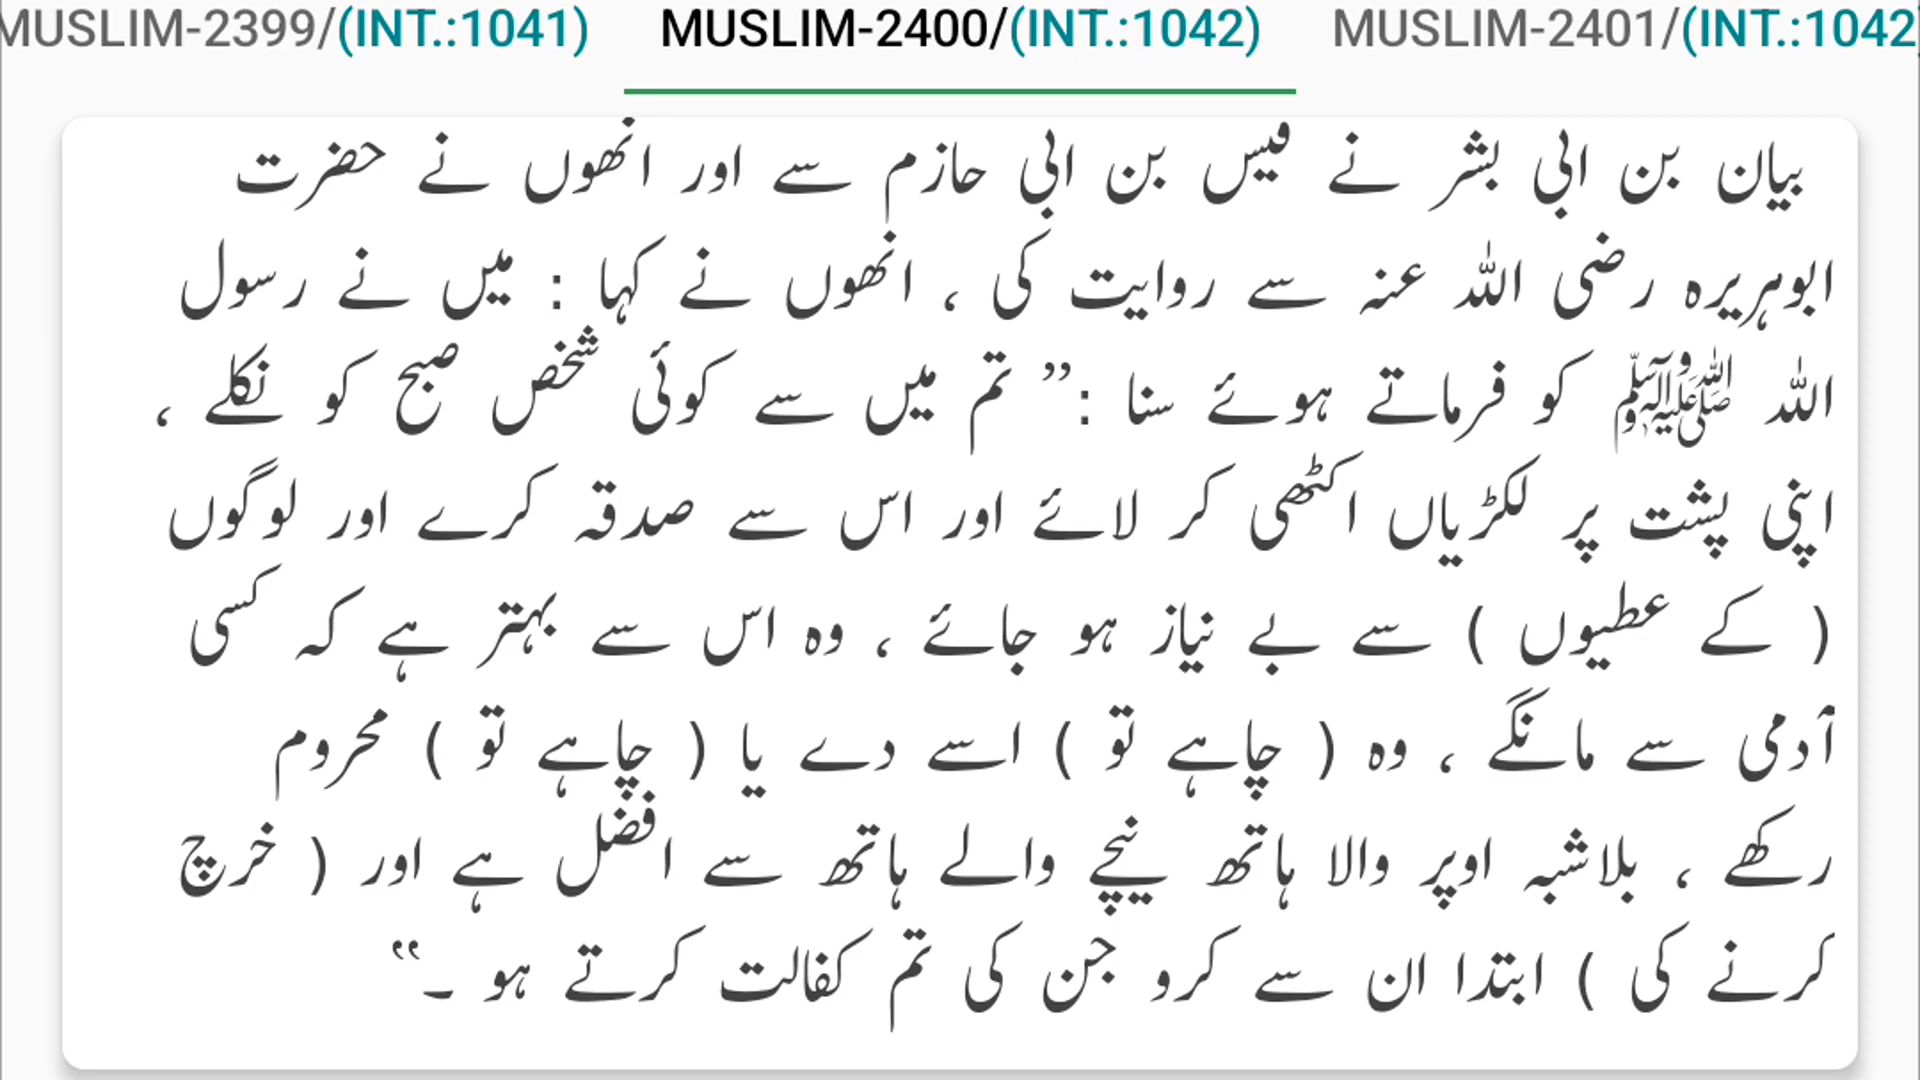 MUSLIM-2399/(INT.:1041) MUSLIM-2400/(INT.:1042) MUSLIM-2401/(INT.:1042
بیان بن ابی بشر نے قیس بن ابی حازم سے اور انھوں نے حضرت
ابوہریرہ رضی اللہ عنہ سے روایت کی ، انھوں نے کہا : میں نے رسول
اللہ ﷺ کو فرماتے ہوئے سنا :’’ تم میں سے کوئی شخص صبح کو نکلے ،
اپنی پشت پر لکڑیاں اکٹھی کر لائے اور اس سے صدقہ کرے اور لوگوں
( کے عطیوں ) سے بے نیاز ہو جائے ، وہ اس سے بہتر ہے کہ کسی
آدمی سے مانگے ، وہ ( چاہے تو ) اسے دے یا ( چاہے تو ) محروم
رکھے ، بلاشبہ اوپر والا ہاتھ نیچے والے ہاتھ سے افضل ہے اور ( خرچ
کرنے کی ) ابتدا ان سے کرو جن کی تم کفالت کرتے ہو ۔‘‘